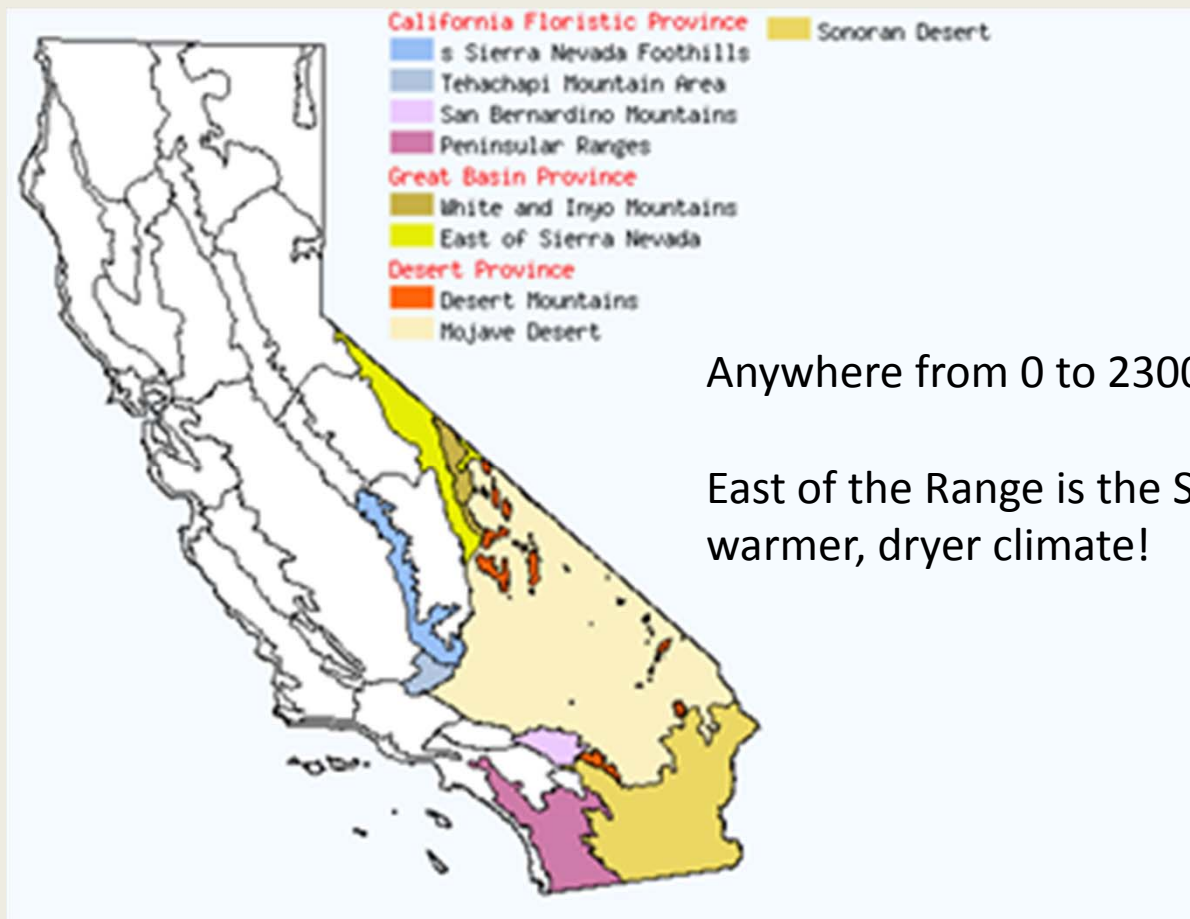 California Floristic Province
s Sierra Nevada Foothills
Tehachapi Mountain Area
San Bernardino Mountains
Peninsular Ranges
Great Basin Province
White and Inyo Mountains
East of Sierra Nevada
Desert Province
Desert Mountains
Mojave Desert
Sonoran Desert
Anywhere from 0 to 2300
East of the Range is the S
warmer, dryer climate!